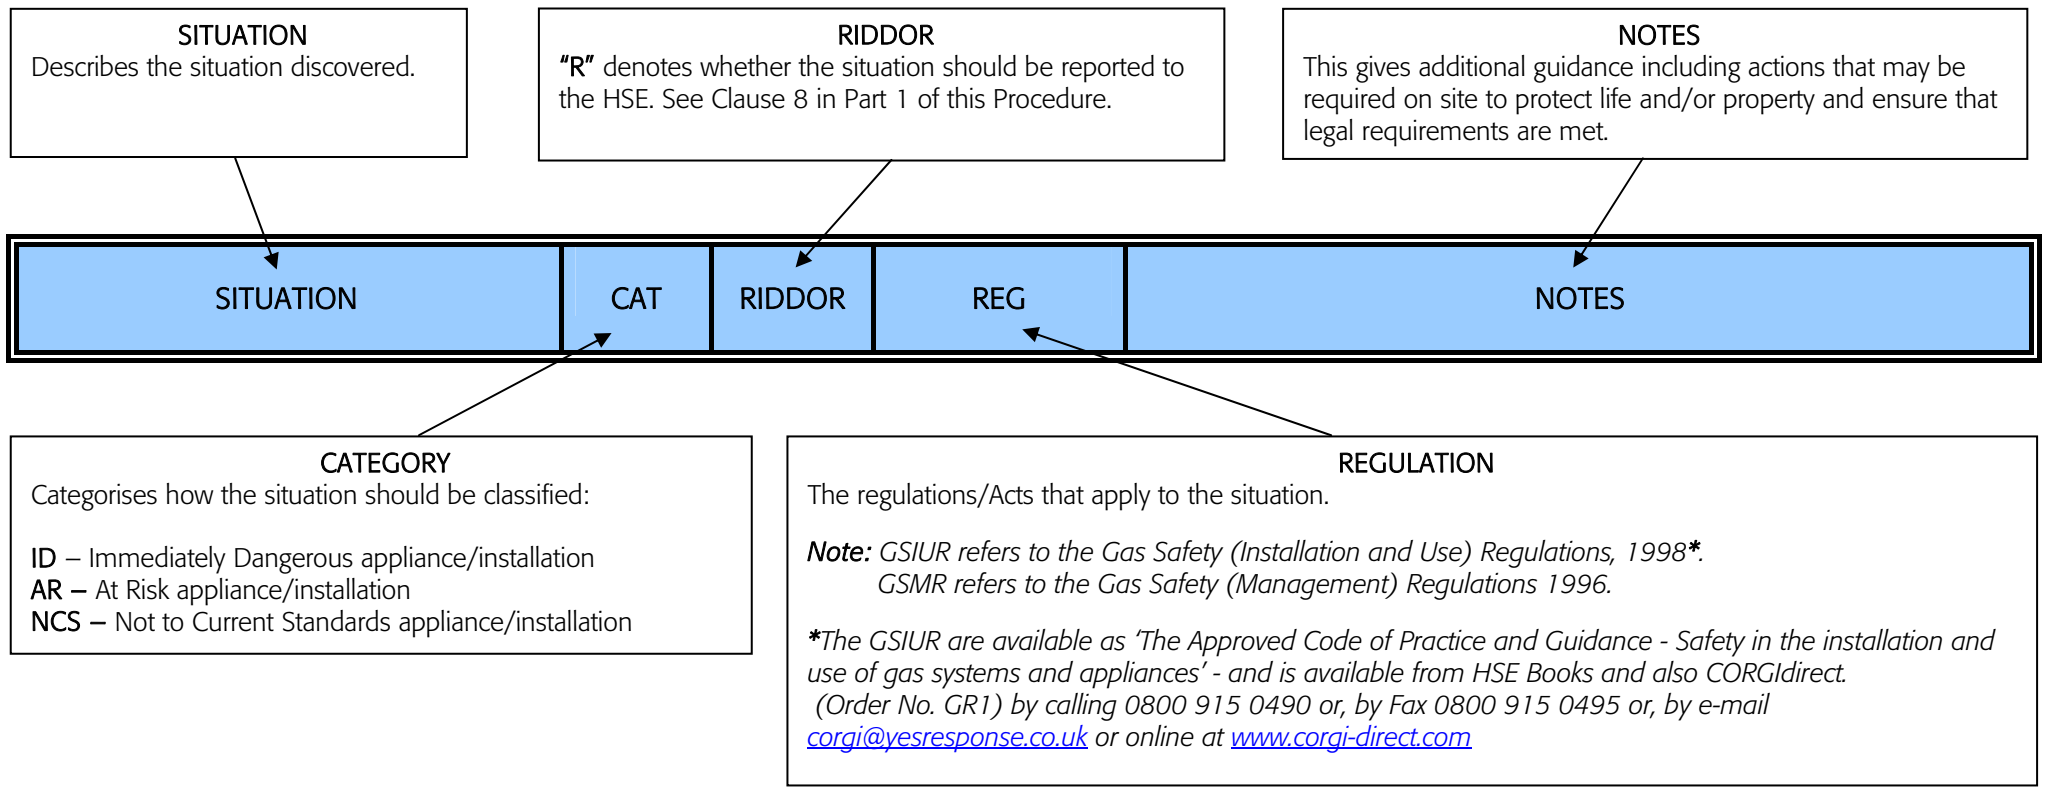 SITUATION
Describes the situation discovered.
RIDDOR
“R” denotes whether the situation should be reported to
the HSE. See Clause 8 in Part 1 of this Procedure.
NOTES
This gives additional guidance including actions that may be
required on site to protect life and/or property and ensure that
legal requirements are met.
SITUATION CAT RIDDOR REG NOTES
CATEGORY
Categorises how the situation should be classified:
ID – Immediately Dangerous appliance/installation
AR – At Risk appliance/installation
NCS – Not to Current Standards appliance/installation
REGULATION
The regulations/Acts that apply to the situation.
Note: GSIUR refers to the Gas Safety (Installation and Use) Regulations, 1998*.
GSMR refers to the Gas Safety (Management) Regulations 1996.
*The GSIUR are available as ‘The Approved Code of Practice and Guidance - Safety in the installation and
use of gas systems and appliances’ - and is available from HSE Books and also CORGIdirect.
(Order No. GR1) by calling 0800 915 0490 or, by Fax 0800 915 0495 or, by e-mail
corgi@yesresponse.co.uk or online at www.corgi-direct.com